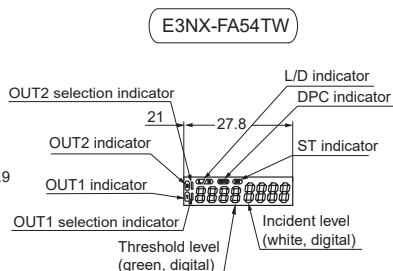 E3NX-FA54TW
L/D indicator
OUT2 selection indicator
DPC indicator
21
27.8
OUT2 indicator
ST indicator
OUT1 indicator
OUT1 selection indicator
Incident level
(white, digital)
Threshold level
(green, digital)